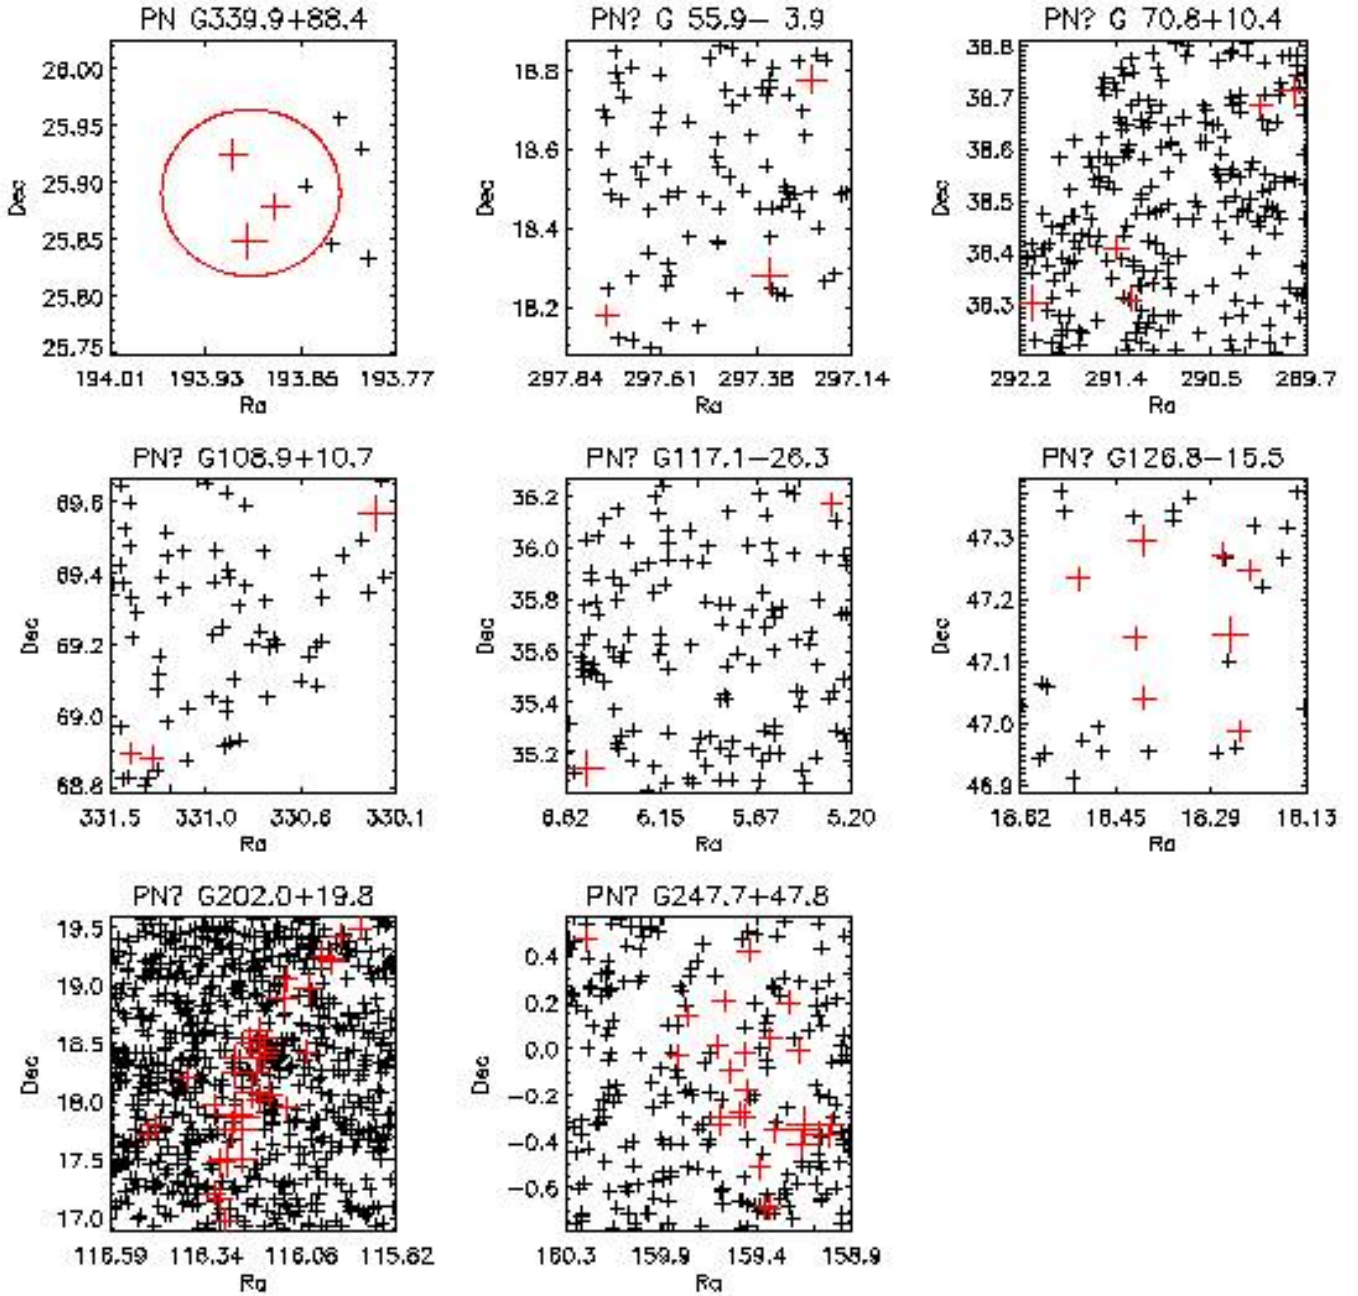 PN G339.9+88.4
26.00
25.95
25.90
25.85
25.80
25.75
Dec
194.01 193.93 193.85 193.77
Ra
PN? G 55.9− 3.9
18.8
18.6
18.4
18.2
Dec
297.84 297.61 297.38 297.14
Ra
PN? G 70.8+10.4
38.8
38.7
38.6
38.5
38.4
38.3
Dec
292.2 291.4 290.5 289.7
Ra
PN? G108.9+10.7
69.6
69.4
69.2
69.0
68.8
Dec
331.5 331.0 330.6 330.1
Ra
PN? G117.1−26.3
36.2
36.0
35.8
35.6
35.4
35.2
Dec
6.62 6.15 5.67 5.20
Ra
PN? G126.8−15.5
47.3
47.2
47.1
47.0
46.9
Dec
18.62 18.45 18.29 18.13
Ra
PN? G202.0+19.8
19.5
19.0
18.5
18.0
17.5
17.0
Dec
116.59 116.34 116.08 115.82
Ra
PN? G247.7+47.8
0.4
0.2
0.0
−0.2
−0.4
−0.6
Dec
160.3 159.9 159.4 158.9
Ra